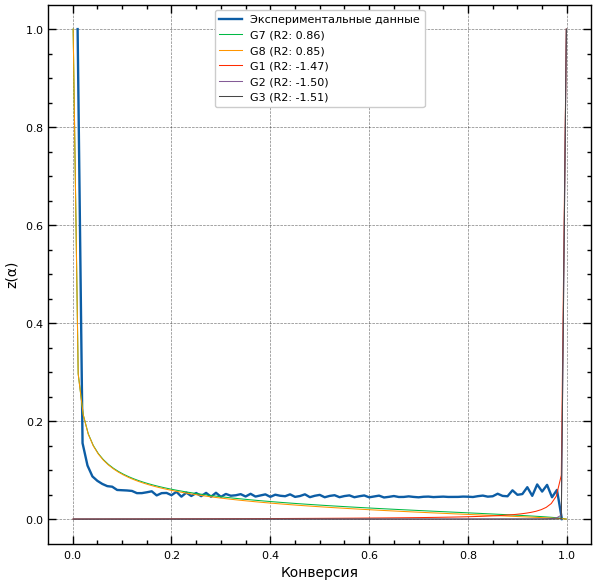 Экспериментальные данные
G7 (R2: 0.86)
G8 (R2: 0.85)
G1 (R2: -1.47)
G2 (R2: -1.50)
G3 (R2: -1.51)
z(α)
1.0
0.8
0.6
0.4
0.2
0.0
0.0 0.2 0.4 0.6 0.8 1.0
Конверсия